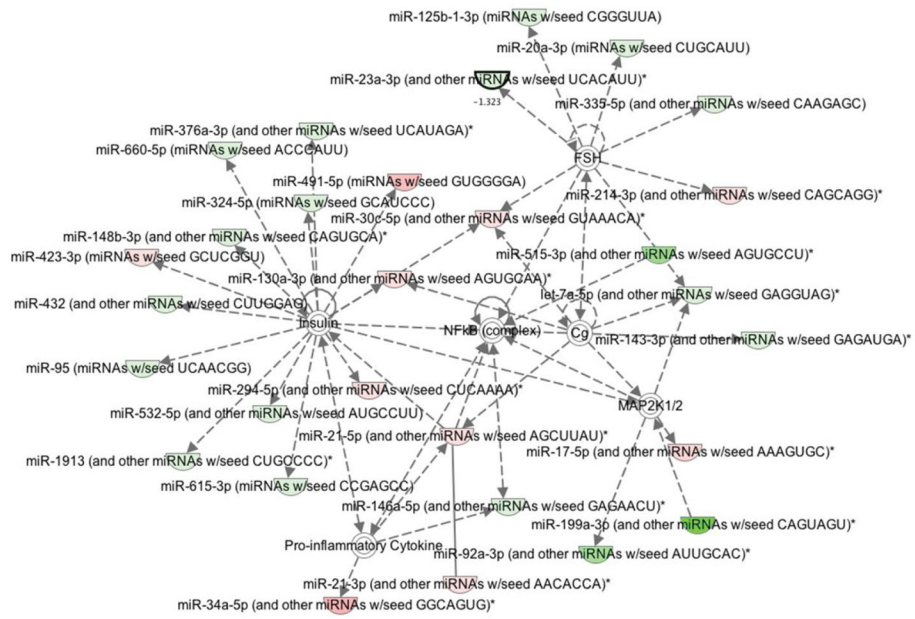 miR-125b-1-3p (miRNAs w/seed CGGGUUA)
miR-20a-3p (miRNAs w/seed CUGCAUU)
miR-23a-3p (and other miRNAs w/seed UCACAUU)*
−1.323
miR-335-5p (miRNAs w/seed CAAGAGC)
miR-376a-3p (and other miRNAs w/seed UCAUAGA)*
miR-660-5p (miRNAs w/seed ACCCAUU)
FSH
miR-491-5p (miRNAs w/seed GUGGGGA)
miR-214-3p (and other miRNAs w/seed CAGCAGG)*
miR-324-5p (miRNAs w/seed GCAUCCC)
miR-30c-5p (and other miRNAs w/seed GUAAACA)*
miR-148b-3p (and other miRNAs w/seed CAGUGCA)*
miR-423-3p (miRNAs w/seed GCUCGGU)
miR-515-3p (and other miRNAs w/seed AGUGCCU)*
miR-130a-3p (and other miRNAs w/seed AGUGCAA)*
let-7a-5p (and other miRNAs w/seed GAGGUAG)*
miR-432 (and other miRNAs w/seed CUUGGAG)
Insulin
NFkB (complex)
Cg
miR-143-3p (and other miRNAs w/seed GAGAUGA)*
miR-95 (miRNAs w/seed UCAACGG)
miR-294-5p (and other miRNAs w/seed CUCAAAA)*
MAP2K1/2
miR-532-5p (and other miRNAs w/seed AUGCCUU)
miR-21-5p (and other miRNAs w/seed AGCUUAU)*
miR-17-5p (and other miRNAs w/seed AAAGUGC)*
miR-1913 (and other miRNAs w/seed CUGCCCC)*
miR-615-3p (miRNAs w/seed CCGAGCC)
miR-146a-5p (and other miRNAs w/seed GAGAACU)*
miR-199a-3p (and other miRNAs w/seed CAGUAGU)*
Pro-inflammatory Cytokine
miR-92a-3p (and other miRNAs w/seed AUUGCAC)*
miR-21-3p (and other miRNAs w/seed AACACCA)*
miR-34a-5p (and other miRNAs w/seed GGCAGUG)*